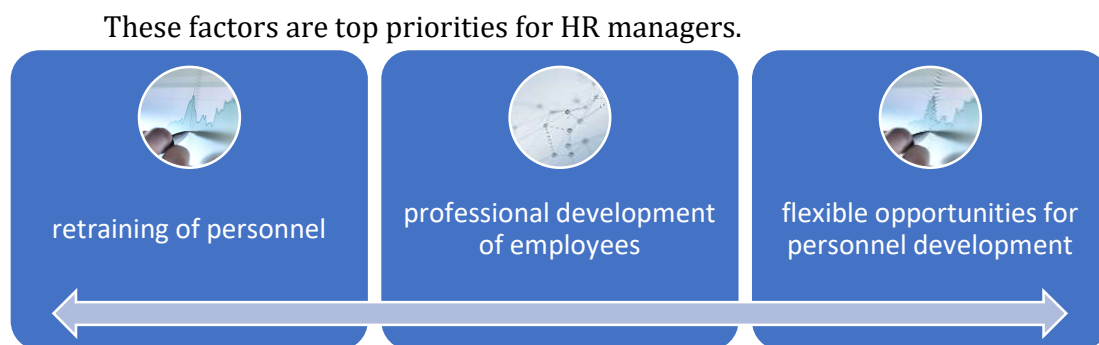 These factors are top priorities for HR managers.
retraining of personnel
professional development
of employees
flexible opportunities for
personnel development